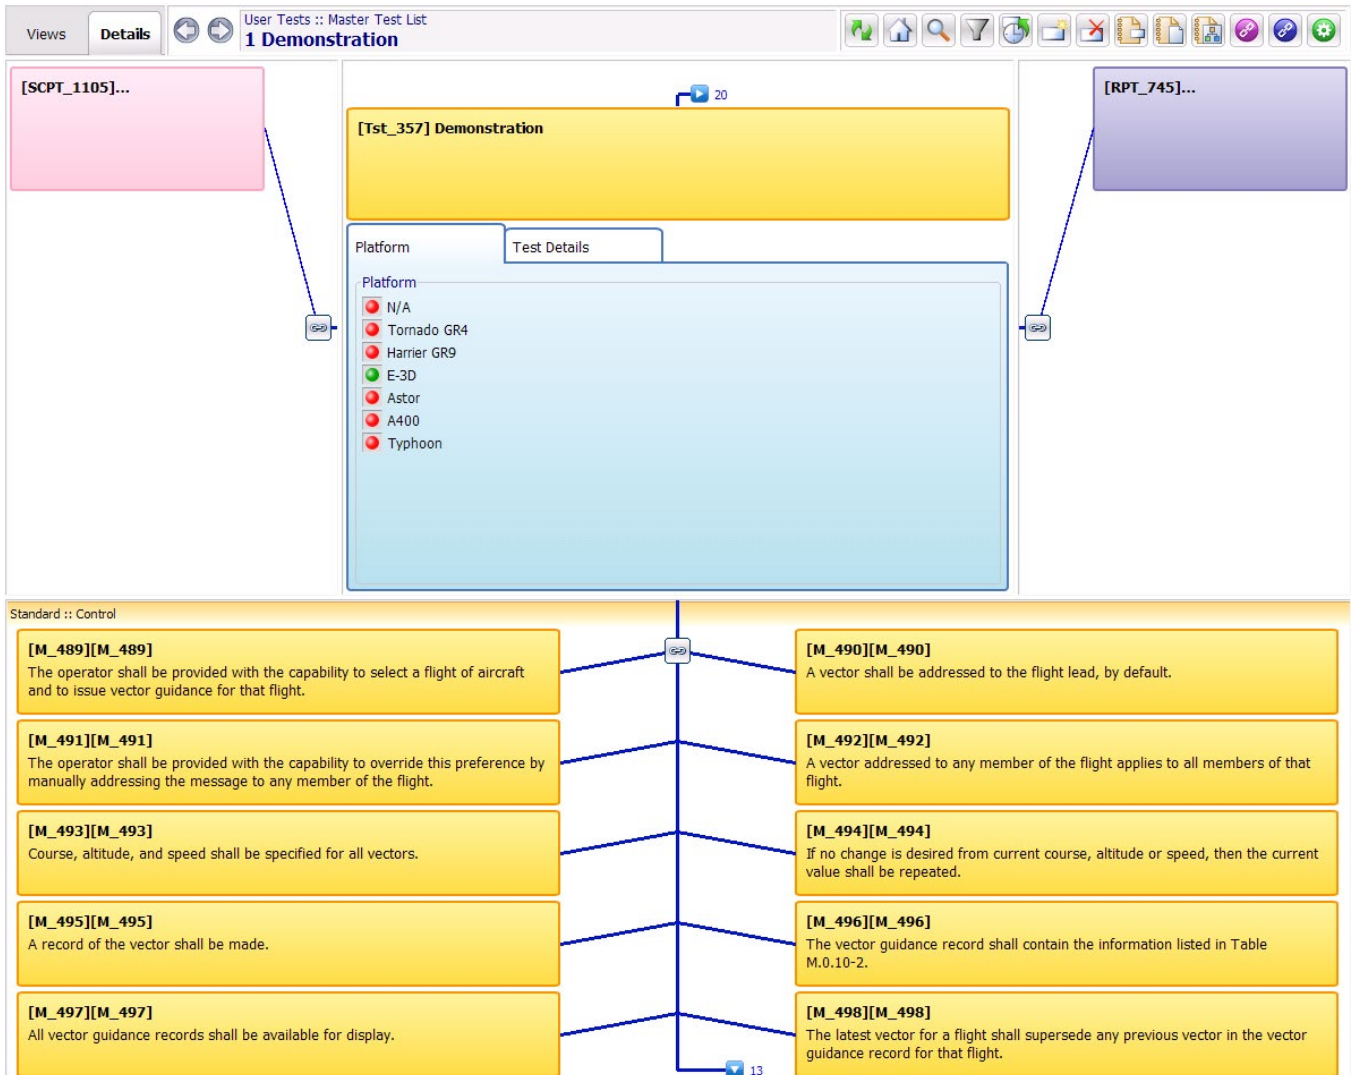 Views
Details
User Tests :: Master Test List
1 Demonstration
[SCPT_1105]...
20
[RPT_745]...
[Tst_357] Demonstration
Platform
Test Details
Platform
N/A
Tornado GR4
Harrier GR9
E-3D
Astor
A400
Typhoon
Standard :: Control
[M_489][M_489]
The operator shall be provided with the capability to select a flight of aircraft
and to issue vector guidance for that flight.
[M_490][M_490]
A vector shall be addressed to the flight lead, by default.
[M_491][M_491]
The operator shall be provided with the capability to override this preference by
manually addressing the message to any member of the flight.
[M_492][M_492]
A vector addressed to any member of the flight applies to all members of that
flight.
[M_493][M_493]
Course, altitude, and speed shall be specified for all vectors.
[M_494][M_494]
If no change is desired from current course, altitude or speed, then the current
value shall be repeated.
[M_495][M_495]
A record of the vector shall be made.
[M_496][M_496]
The vector guidance record shall contain the information listed in Table
M.0.10-2.
[M_497][M_497]
All vector guidance records shall be available for display.
[M_498][M_498]
The latest vector for a flight shall supersede any previous vector in the vector
guidance record for that flight.
13